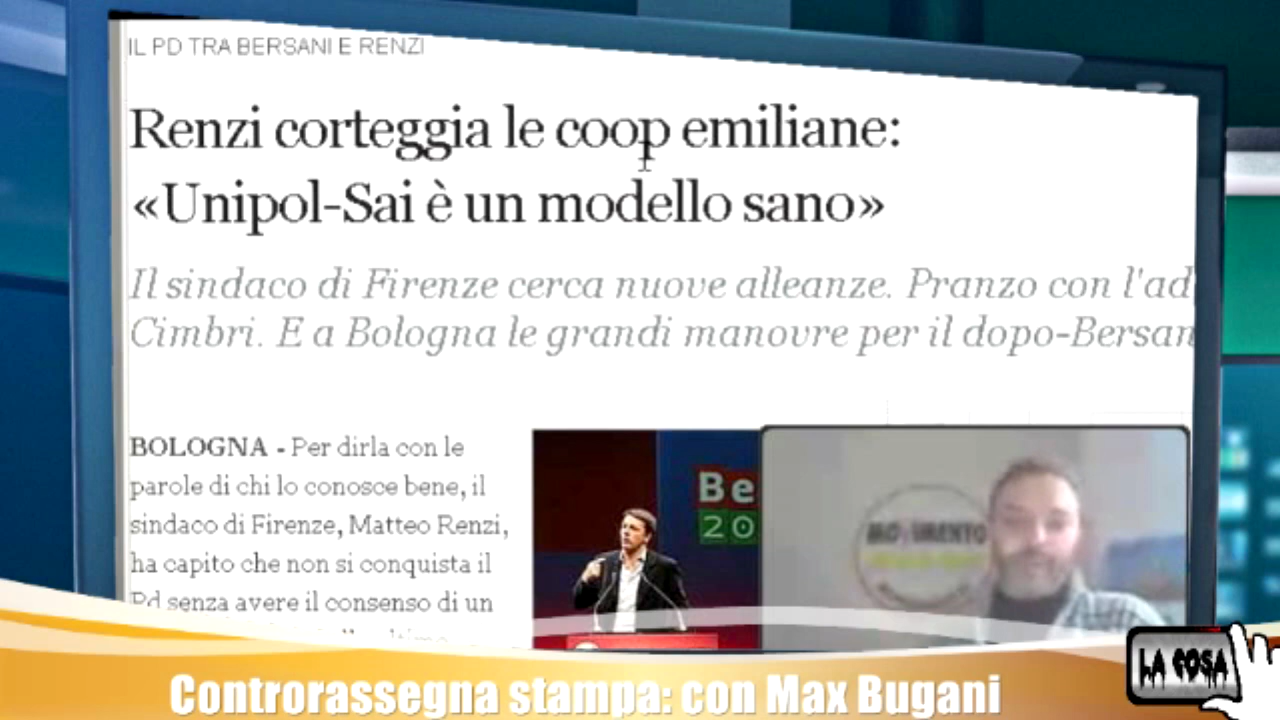 IL PD TRA BERSANI E RENZI
Renzi corteggia le coop emiliane:
«Unipol-Sai è un modello sano»
Il sindaco di Firenze cerca nuove alleanze. Pranzo con l'ad
Cimbri. E a Bologna le grandi manovre per il dopo-Bersan
BOLOGNA - Per dirla con le
parole di chi lo conosce bene, il
sindaco di Firenze, Matteo Renzi,
ha capito che non si conquista il
Pd senza avere il consenso di un
Be
20
MOVIMENTO
LA COSA
Controrassegna stampa: con Max Bugani